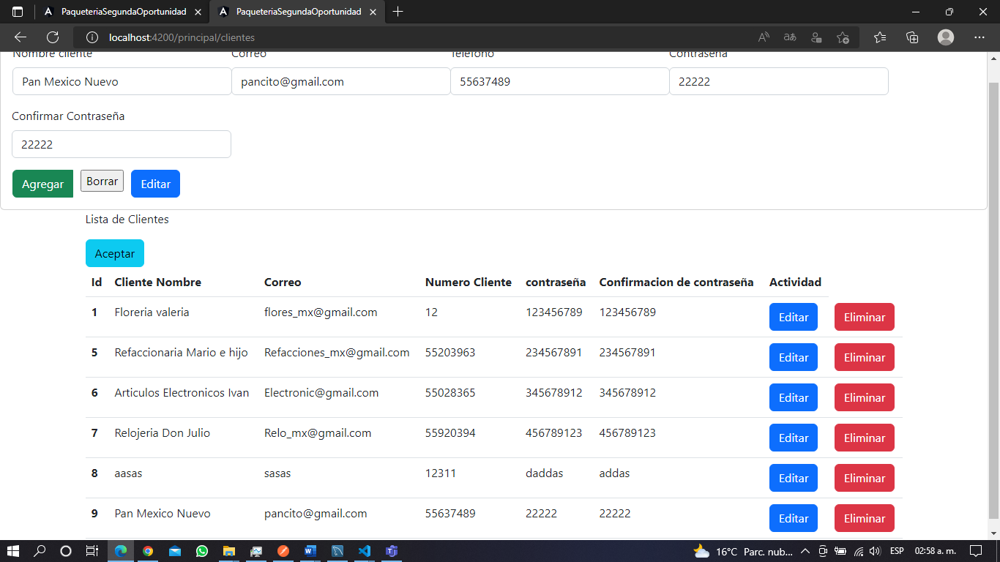 PaqueteriaSegundaOportunidad PaqueteriaSegundaOportunidad
localhost:4200/principal/clientes
Nombre cliente Correo Teléfono Contraseña
Pan Mexico Nuevo pancito@gmail.com 55637489 22222
Confirmar Contraseña
22222
Agregar Borrar Editar
Lista de Clientes
Aceptar
Id Cliente Nombre Correo Numero Cliente contraseña Confirmacion de contraseña Actividad
1 Floreria valeria flores_mx@gmail.com 12 123456789 123456789 Editar Eliminar
5 Refaccionaria Mario e hijo Refacciones_mx@gmail.com 55203963 234567891 234567891 Editar Eliminar
6 Articulos Electronicos Ivan Electronic@gmail.com 55028365 345678912 345678912 Editar Eliminar
7 Relojeria Don Julio Relo_mx@gmail.com 55920394 456789123 456789123 Editar Eliminar
8 aasas sasas 12311 daddas addas Editar Eliminar
9 Pan Mexico Nuevo pancito@gmail.com 55637489 22222 22222 Editar Eliminar
16°C Parc. nub... ESP 02:58 a. m.